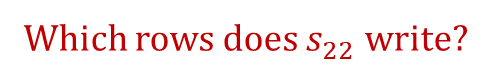 Which rows does s₂₂ write?